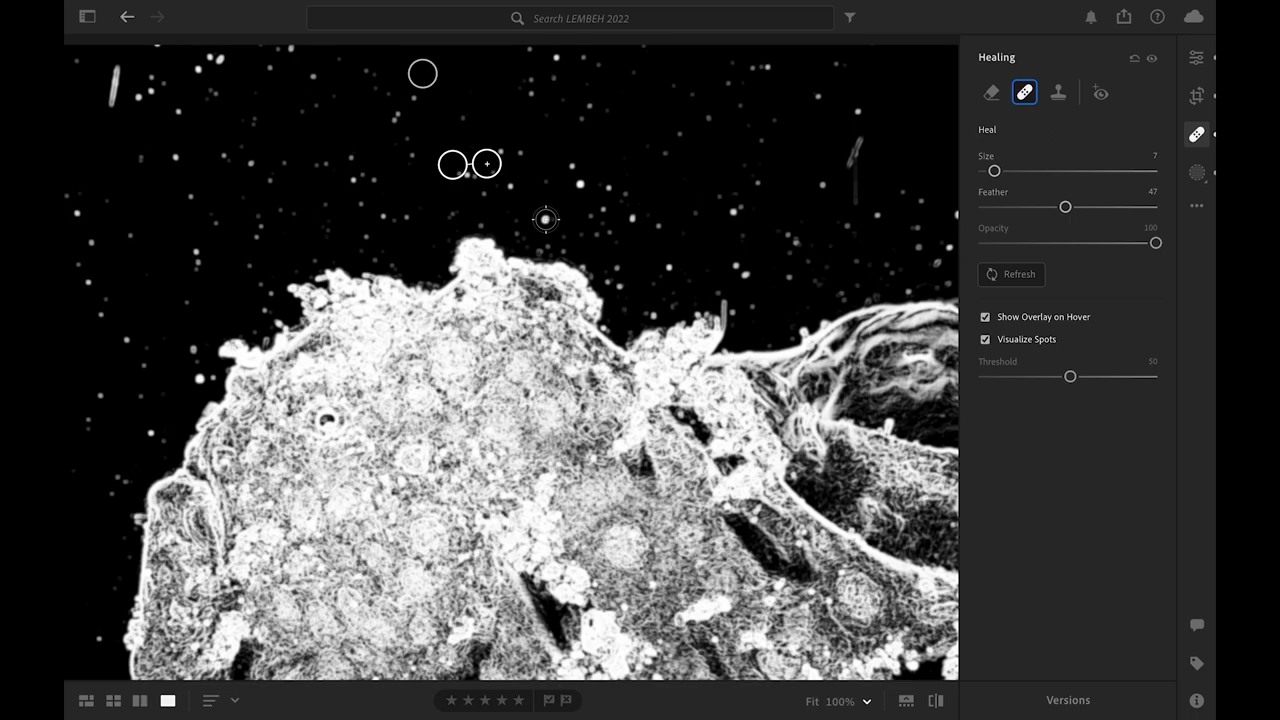 Search LEMBEH 2022
Healing
Heal
Size 7
Feather 47
Opacity 100
Refresh
Show Overlay on Hover
Visualize Spots
Threshold 50
Fit 100%
Versions